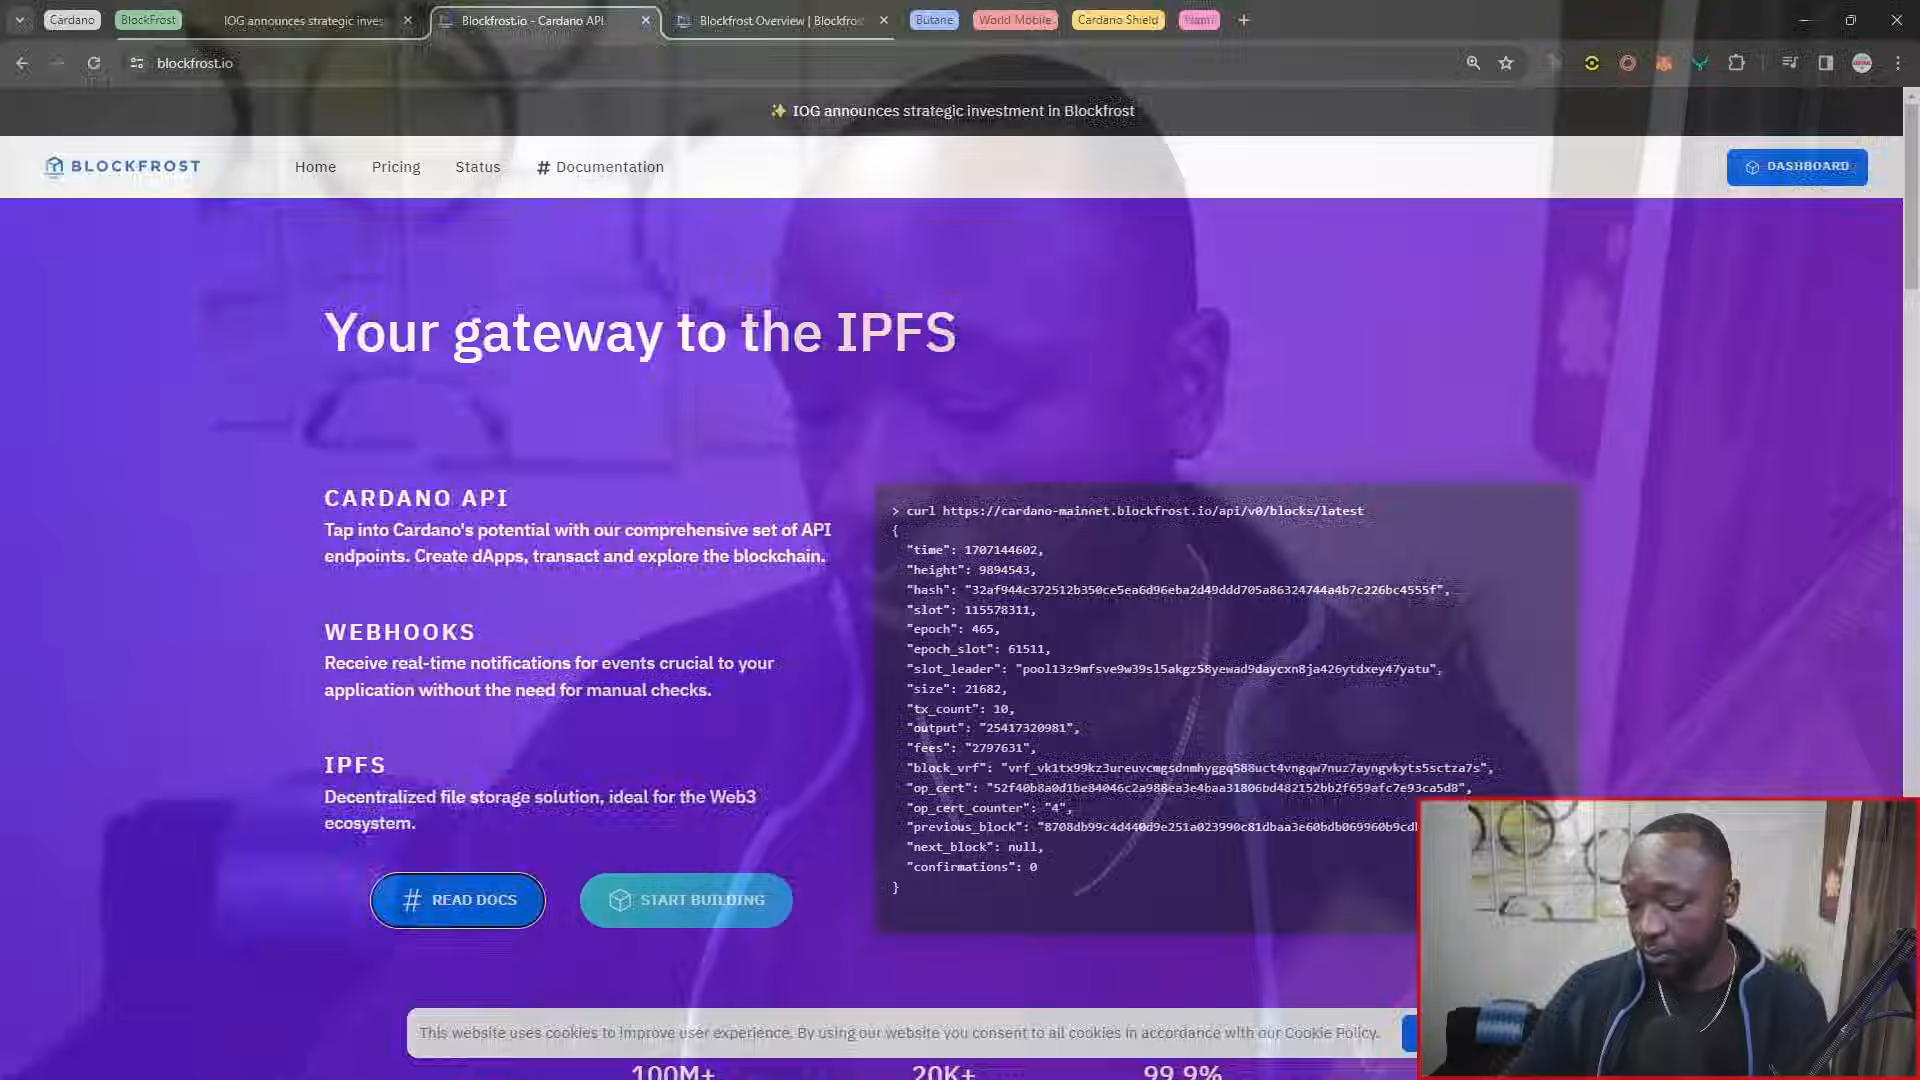 Cardano
BlockFrost
IOG announces strategic inves
Blockfrost.io - Cardano API
Blockfrost Overview | Blockfros
Butane
World Mobile
Cardano Shield
Nami
blockfrost.io
✨ IOG announces strategic investment in Blockfrost
BLOCKFROST
Home
Pricing
Status
# Documentation
DASHBOARD
Your gateway to the IPFS
CARDANO API
Tap into Cardano's potential with our comprehensive set of API
endpoints. Create dApps, transact and explore the blockchain.
WEBHOOKS
Receive real-time notifications for events crucial to your
application without the need for manual checks.
IPFS
Decentralized file storage solution, ideal for the Web3
ecosystem.
# READ DOCS
START BUILDING
> curl https://cardano-mainnet.blockfrost.io/api/v0/blocks/latest
{
"time": 1707144602,
"height": 9894543,
"hash": "32af944c372512b350ce5ea6d96eba2d49ddd705a86324744a4b7c226bc4555f",
"slot": 115578311,
"epoch": 465,
"epoch_slot": 61511,
"slot_leader": "pool13z9mfsve9w39sl5akgz58yewad9daycxn8ja426ytdxey47yatu",
"size": 21682,
"tx_count": 10,
"output": "25417320981",
"fees": "2797631",
"block_vrf": "vrf_vk1tx99kz3ureuvcmgsdnmhyggq588uct4vngqw7nuz7ayngvkyts5sctza7s",
"op_cert": "52f40b8a0d1be84046c2a988ea3e4baa31806bd482152bb2f659afc7e93ca5d8",
"op_cert_counter": "4",
"previous_block": "8708db99c4d440d9e251a023990c81dbaa3e60bdb069960b9cdb
"next_block": null,
"confirmations": 0
}
This website uses cookies to improve user experience. By using our website you consent to all cookies in accordance with our Cookie Policy.
100M+
20K+
99.9%